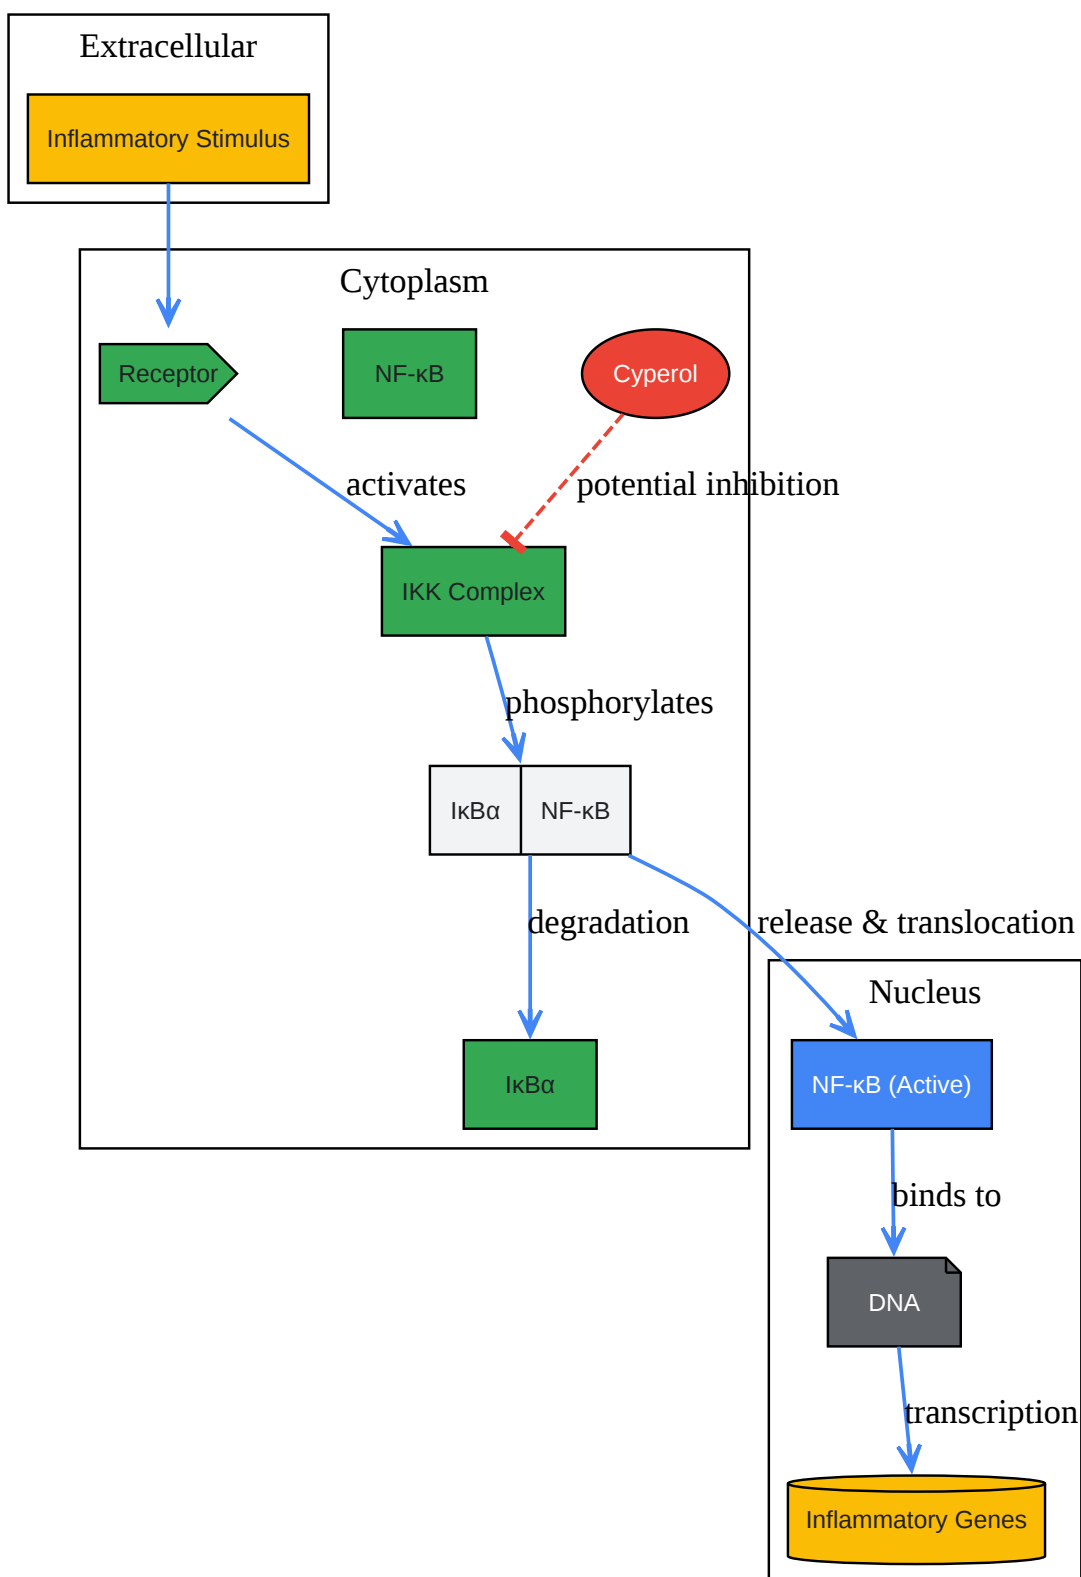 Extracellular
Inflammatory Stimulus
Cytoplasm
Receptor
NF-κB
Cyperol
activates
potential inhibition
IKK Complex
phosphorylates
IκBα
NF-κB
degradation
release & translocation
Nucleus
IκBα
NF-κB (Active)
binds to
DNA
transcription
Inflammatory Genes